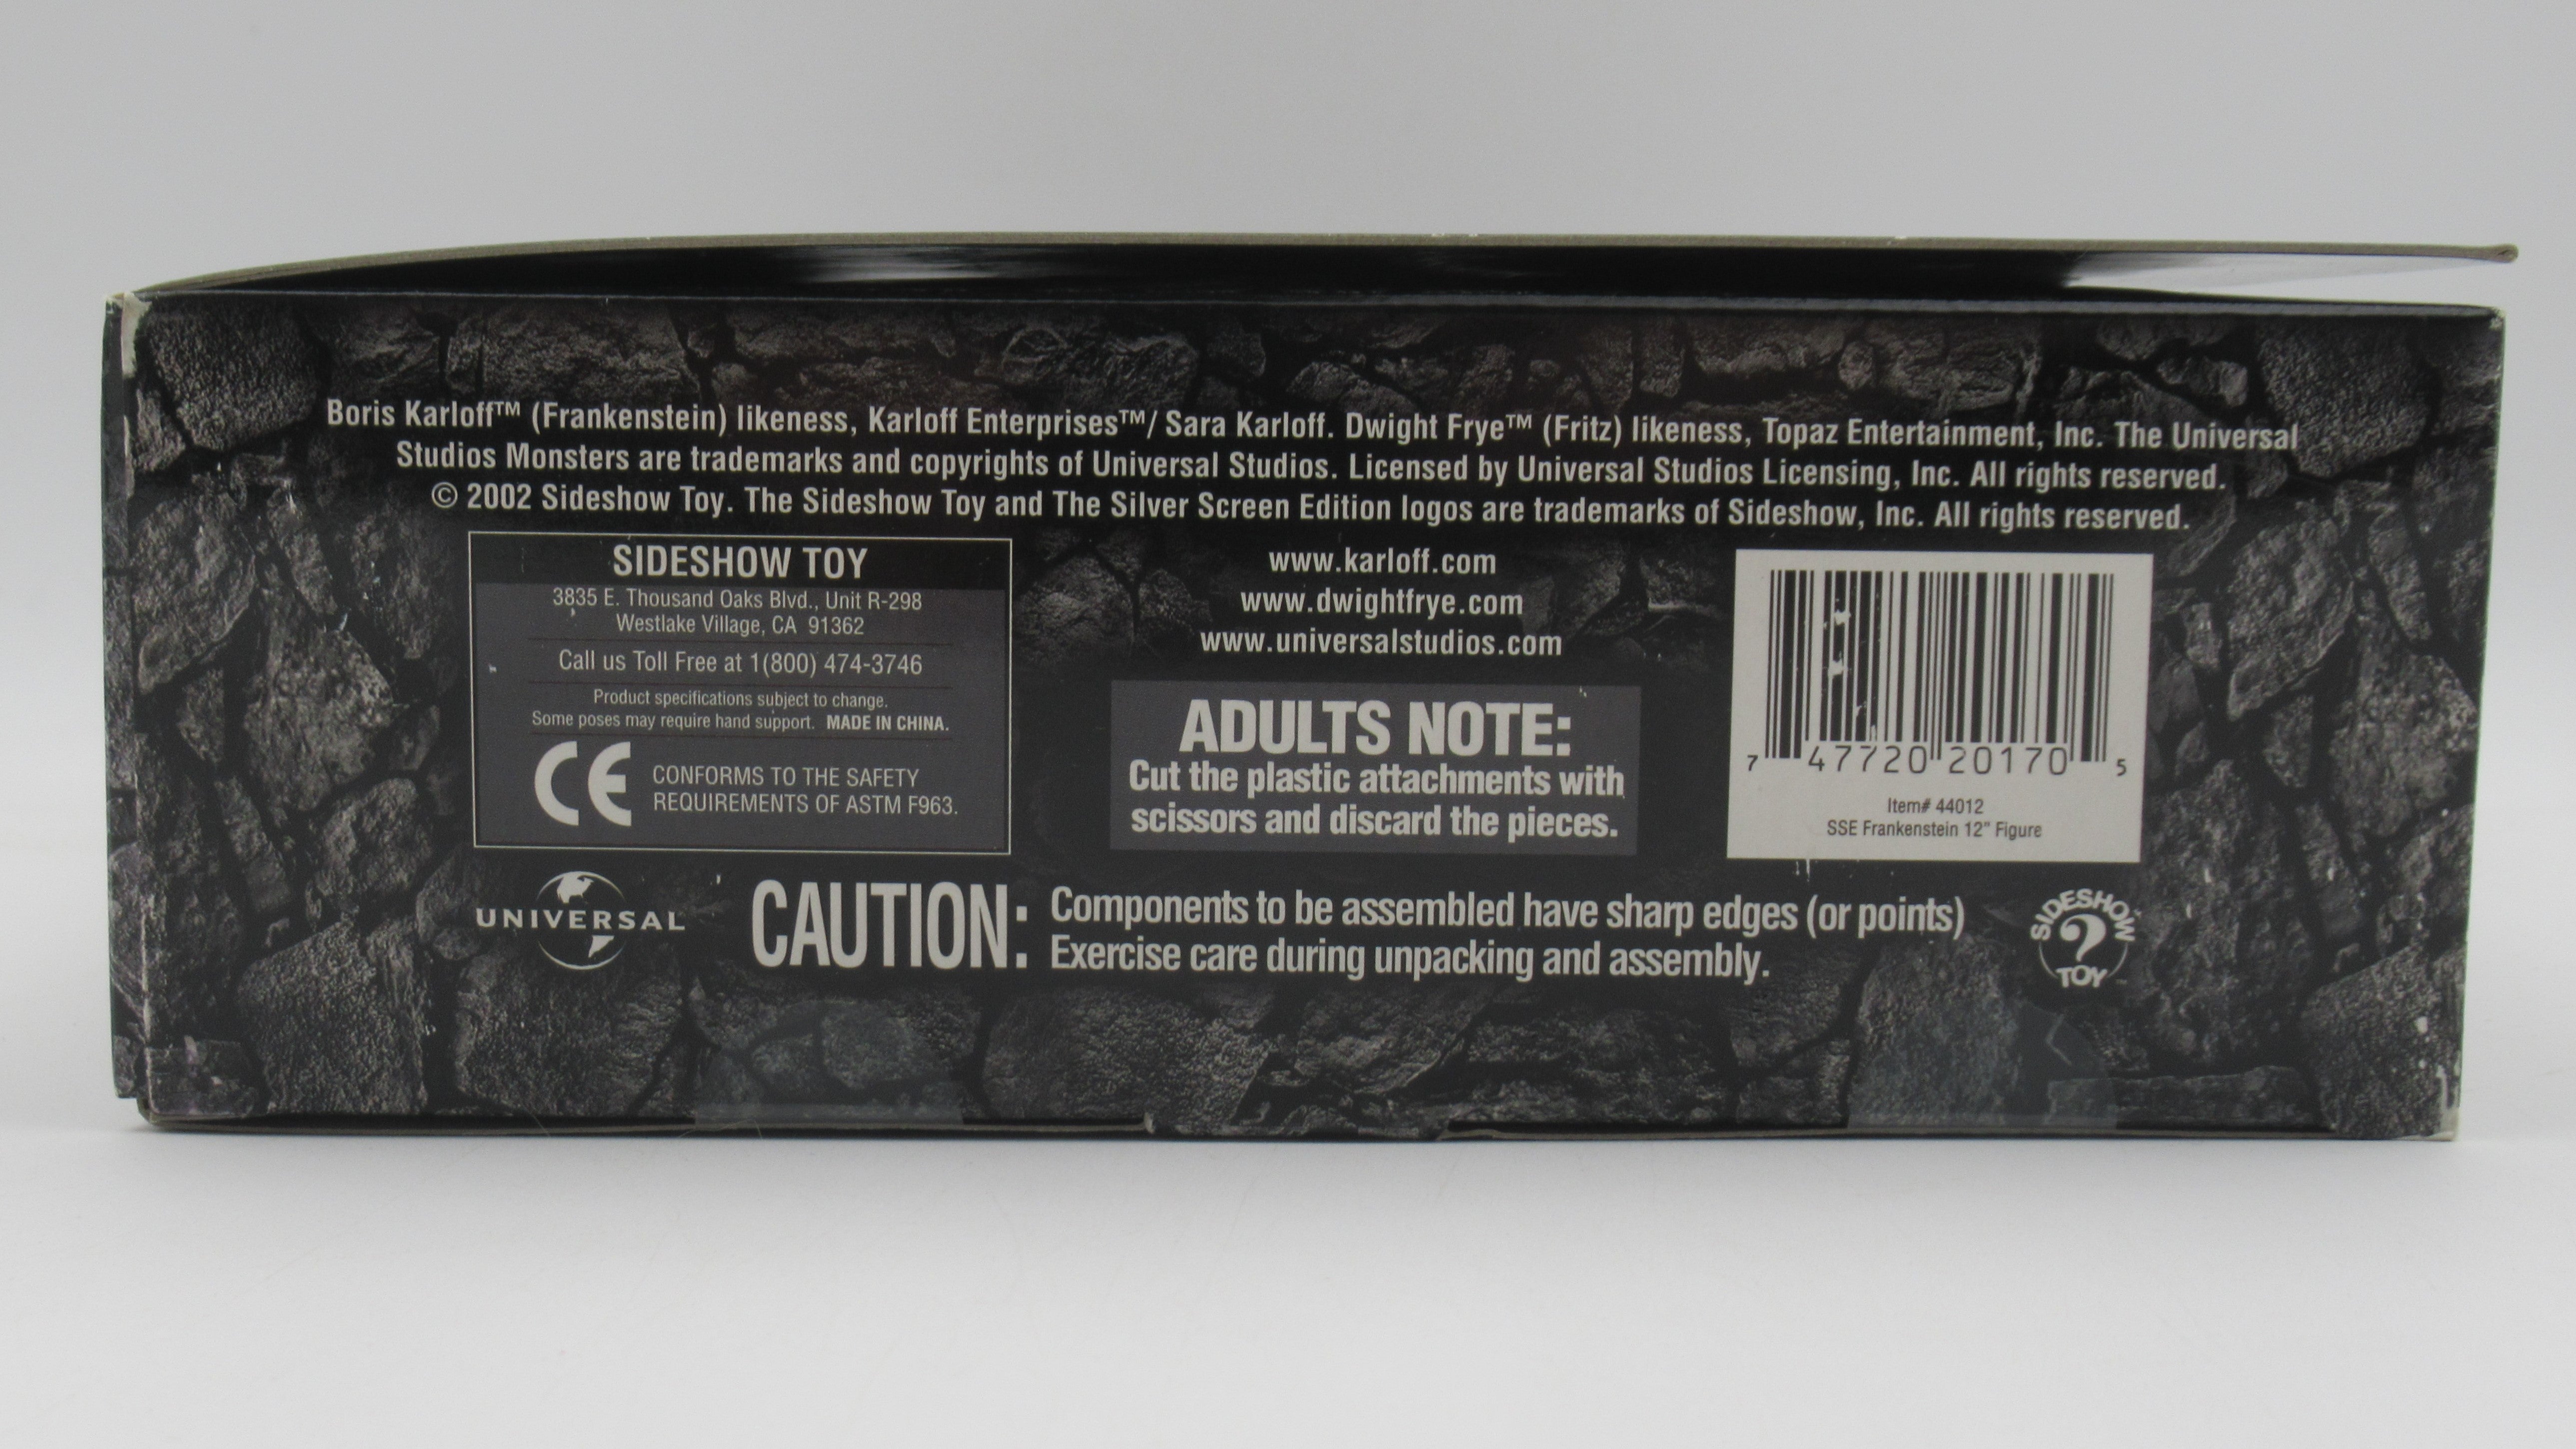 Boris Karloff™ (Frankenstein) likeness, Karloff Enterprises™/ Sara Karloff. Dwight Frye™ (Fritz) likeness, Topaz Entertainment, Inc. The Universal
Studios Monsters are trademarks and copyrights of Universal Studios. Licensed by Universal Studios Licensing, Inc. All rights reserved.
© 2002 Sideshow Toy. The Sideshow Toy and The Silver Screen Edition logos are trademarks of Sideshow, Inc. All rights reserved.
SIDESHOW TOY
3835 E. Thousand Oaks Blvd., Unit R-298
Westlake Village, CA 91362
Call us Toll Free at 1(800) 474-3746
Product specifications subject to change.
Some poses may require hand support. MADE IN CHINA.
CE
CONFORMS TO THE SAFETY
REQUIREMENTS OF ASTM F963.
www.karloff.com
www.dwightfrye.com
www.universalstudios.com
ADULTS NOTE:
Cut the plastic attachments with
scissors and discard the pieces.
7 47720 20170 5
Item# 44012
SSE Frankenstein 12" Figure
UNIVERSAL
CAUTION: Components to be assembled have sharp edges (or points)
Exercise care during unpacking and assembly.
SIDESHOW
?
TOY